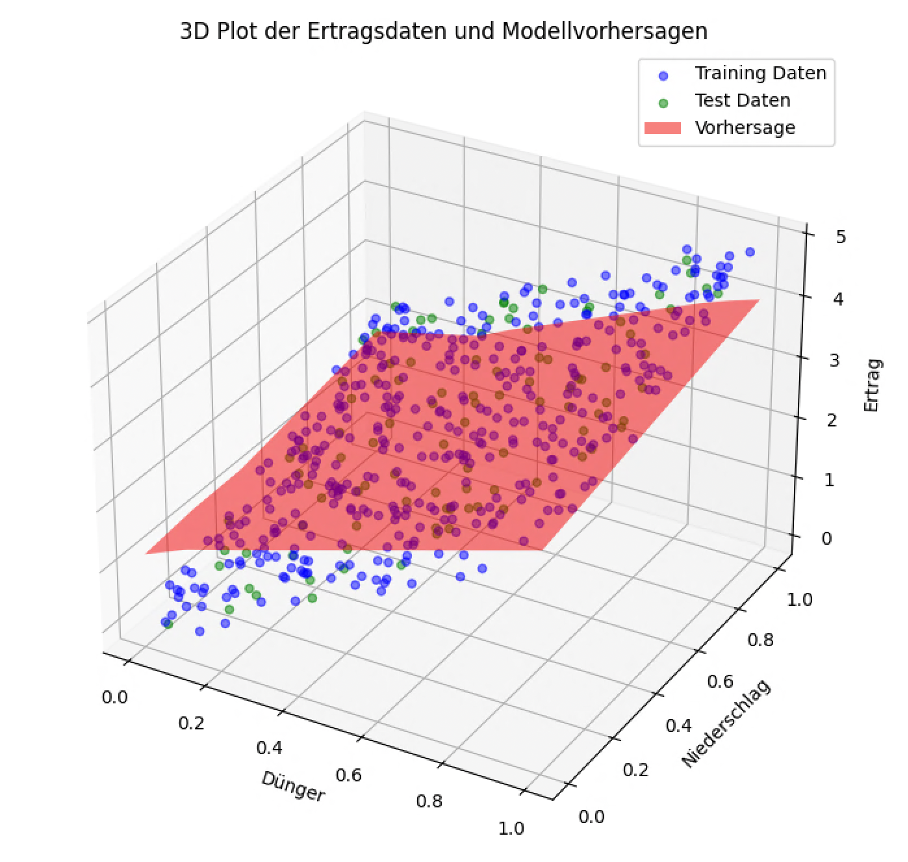 3D Plot der Ertragsdaten und Modellvorhersagen
Training Daten
Test Daten
Vorhersage
5
4
3
2
1
0
Ertrag
0.0
0.2
0.4
0.6
0.8
1.0
Dünger
0.0
0.2
0.4
0.6
0.8
1.0
Niederschlag